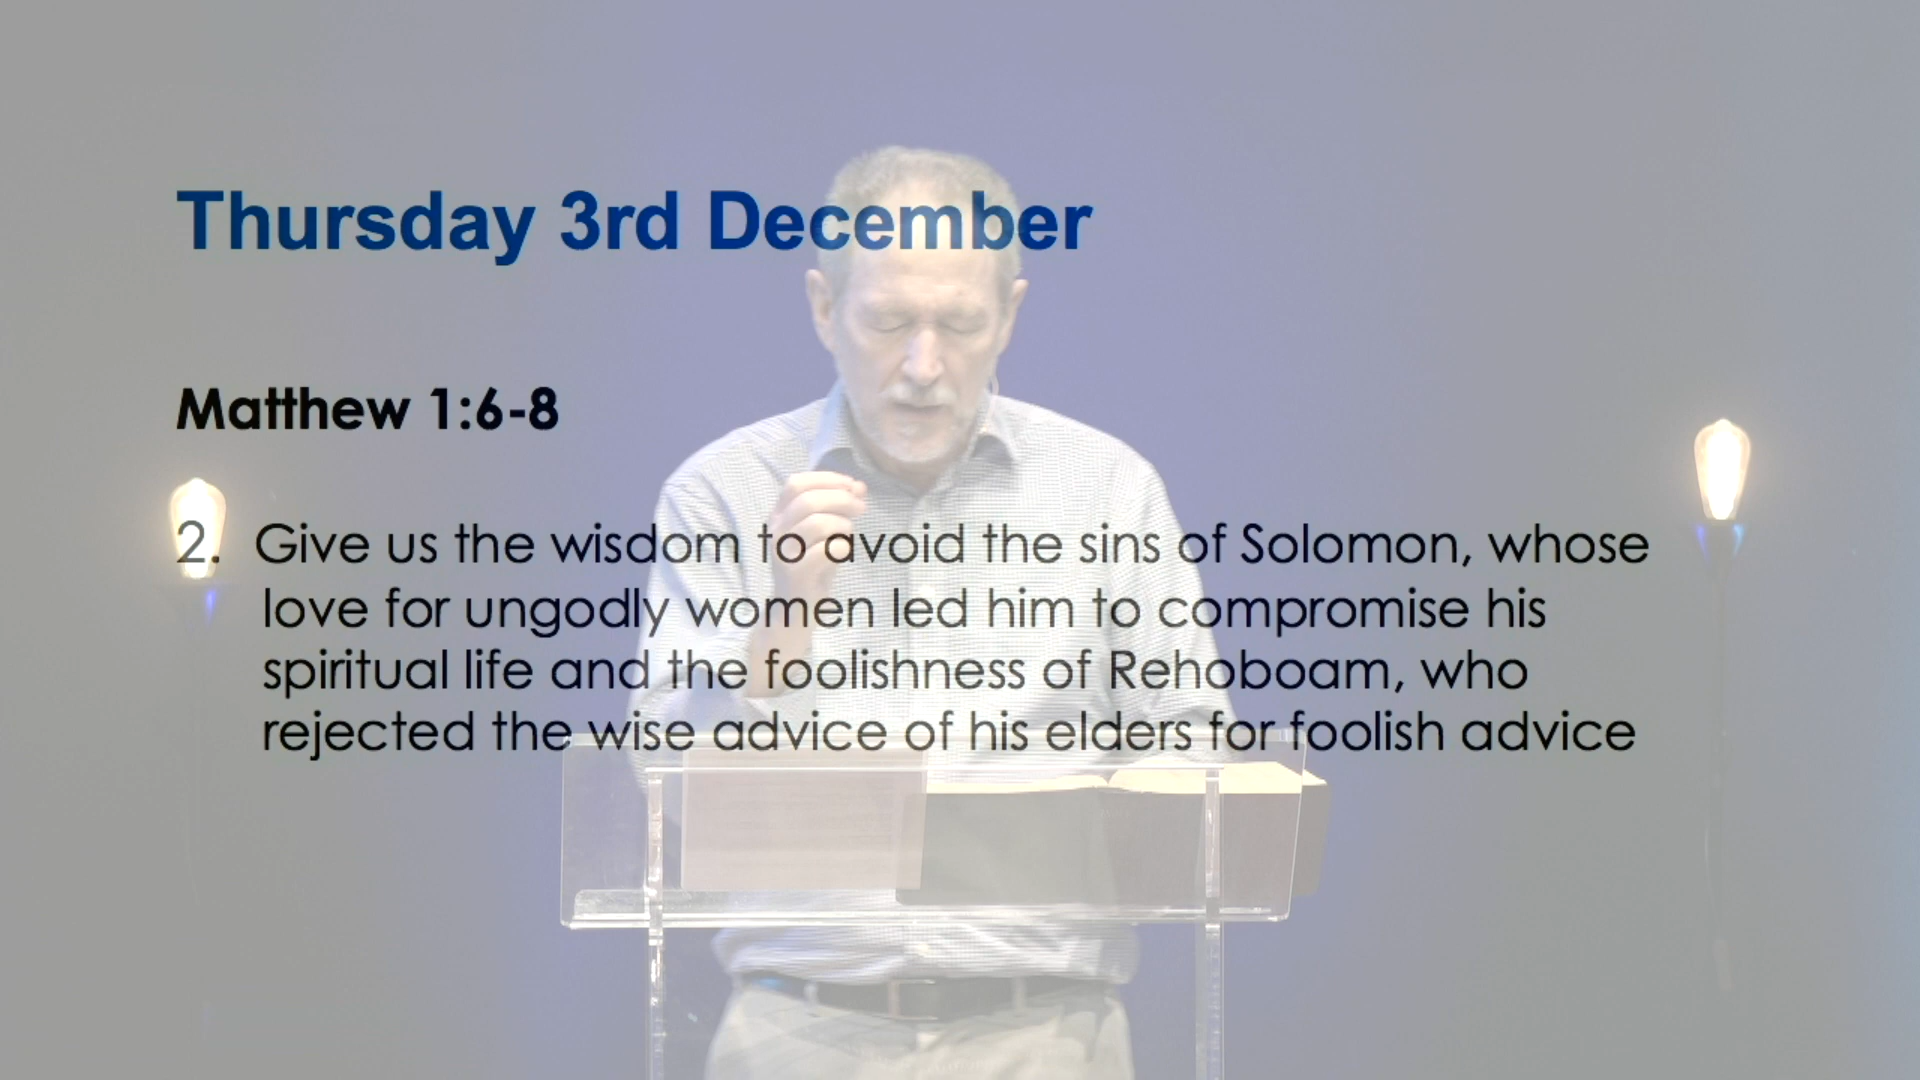 Thursday 3rd December
Matthew 1:6-8
2. Give us the wisdom to avoid the sins of Solomon, whose
love for ungodly women led him to compromise his
spiritual life and the foolishness of Rehoboam, who
rejected the wise advice of his elders for foolish advice